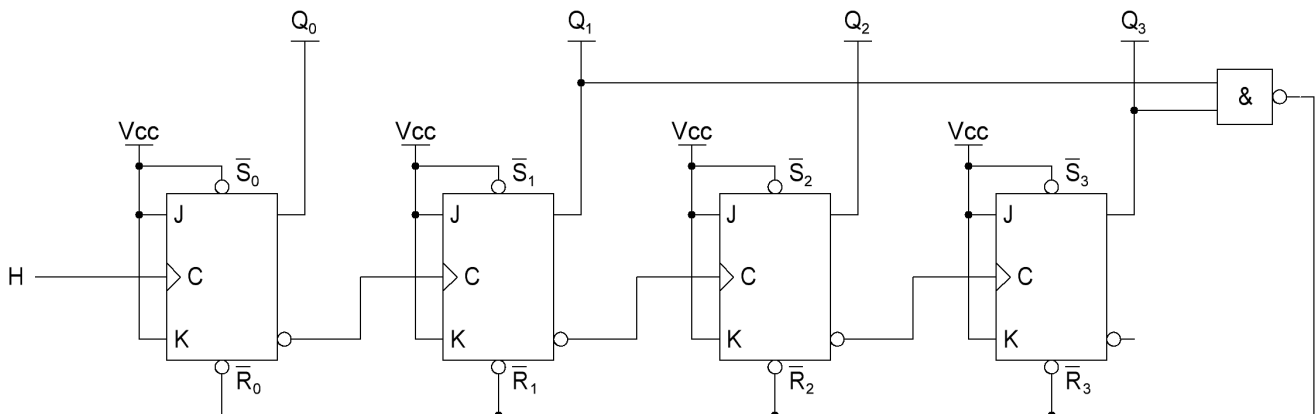 Q₀ Q₁ Q₂ Q₃
&
Vcc Vcc Vcc Vcc
S̅₀ S̅₁ S̅₂ S̅₃
J J J J
H C C C C
K K K K
R̅₀ R̅₁ R̅₂ R̅₃